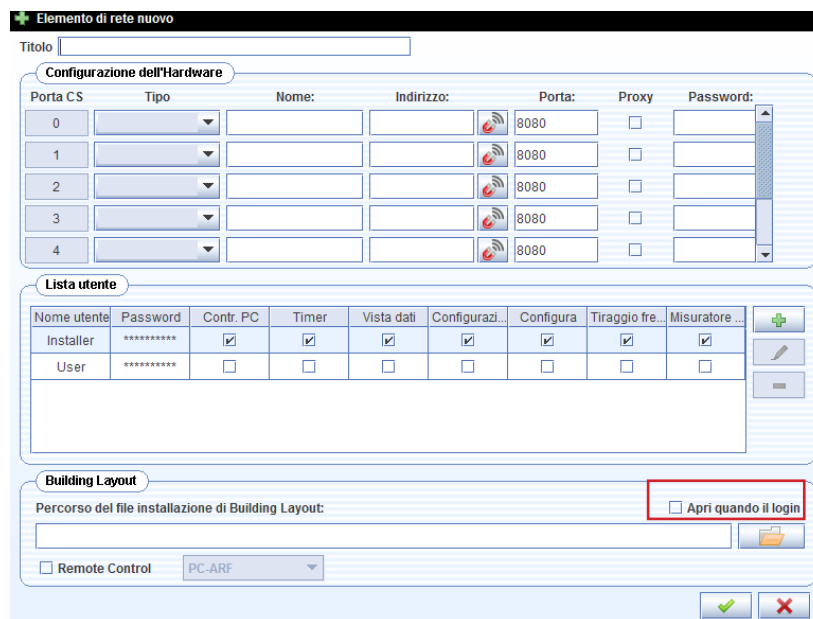 Elemento di rete nuovo
Titolo
Configurazione dell'Hardware
Porta CS Tipo Nome: Indirizzo: Porta: Proxy Password:
0 8080
1 8080
2 8080
3 8080
4 8080
Lista utente
Nome utente Password Contr. PC Timer Vista dati Configurazi... Configura Tiraggio fre... Misuratore ...
Installer **********
User **********
Building Layout
Percorso del file installazione di Building Layout: Apri quando il login
Remote Control PC-ARF